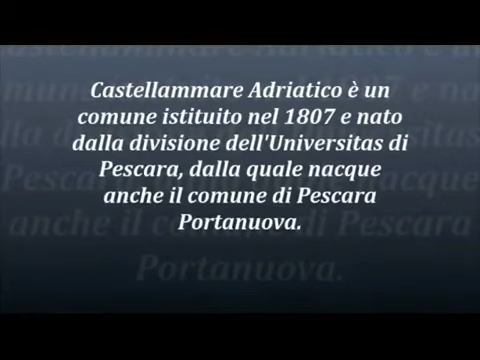 Castellammare Adriatico è un
comune istituito nel 1807 e nato
dalla divisione dell'Universitas di
Pescara, dalla quale nacque
anche il comune di Pescara
Portanuova.